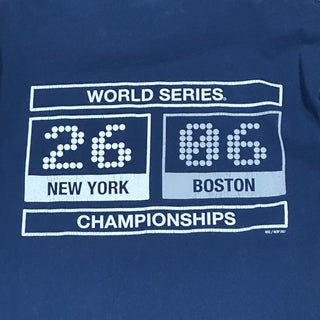 WORLD SERIES®
26 06
NEW YORK BOSTON
CHAMPIONSHIPS